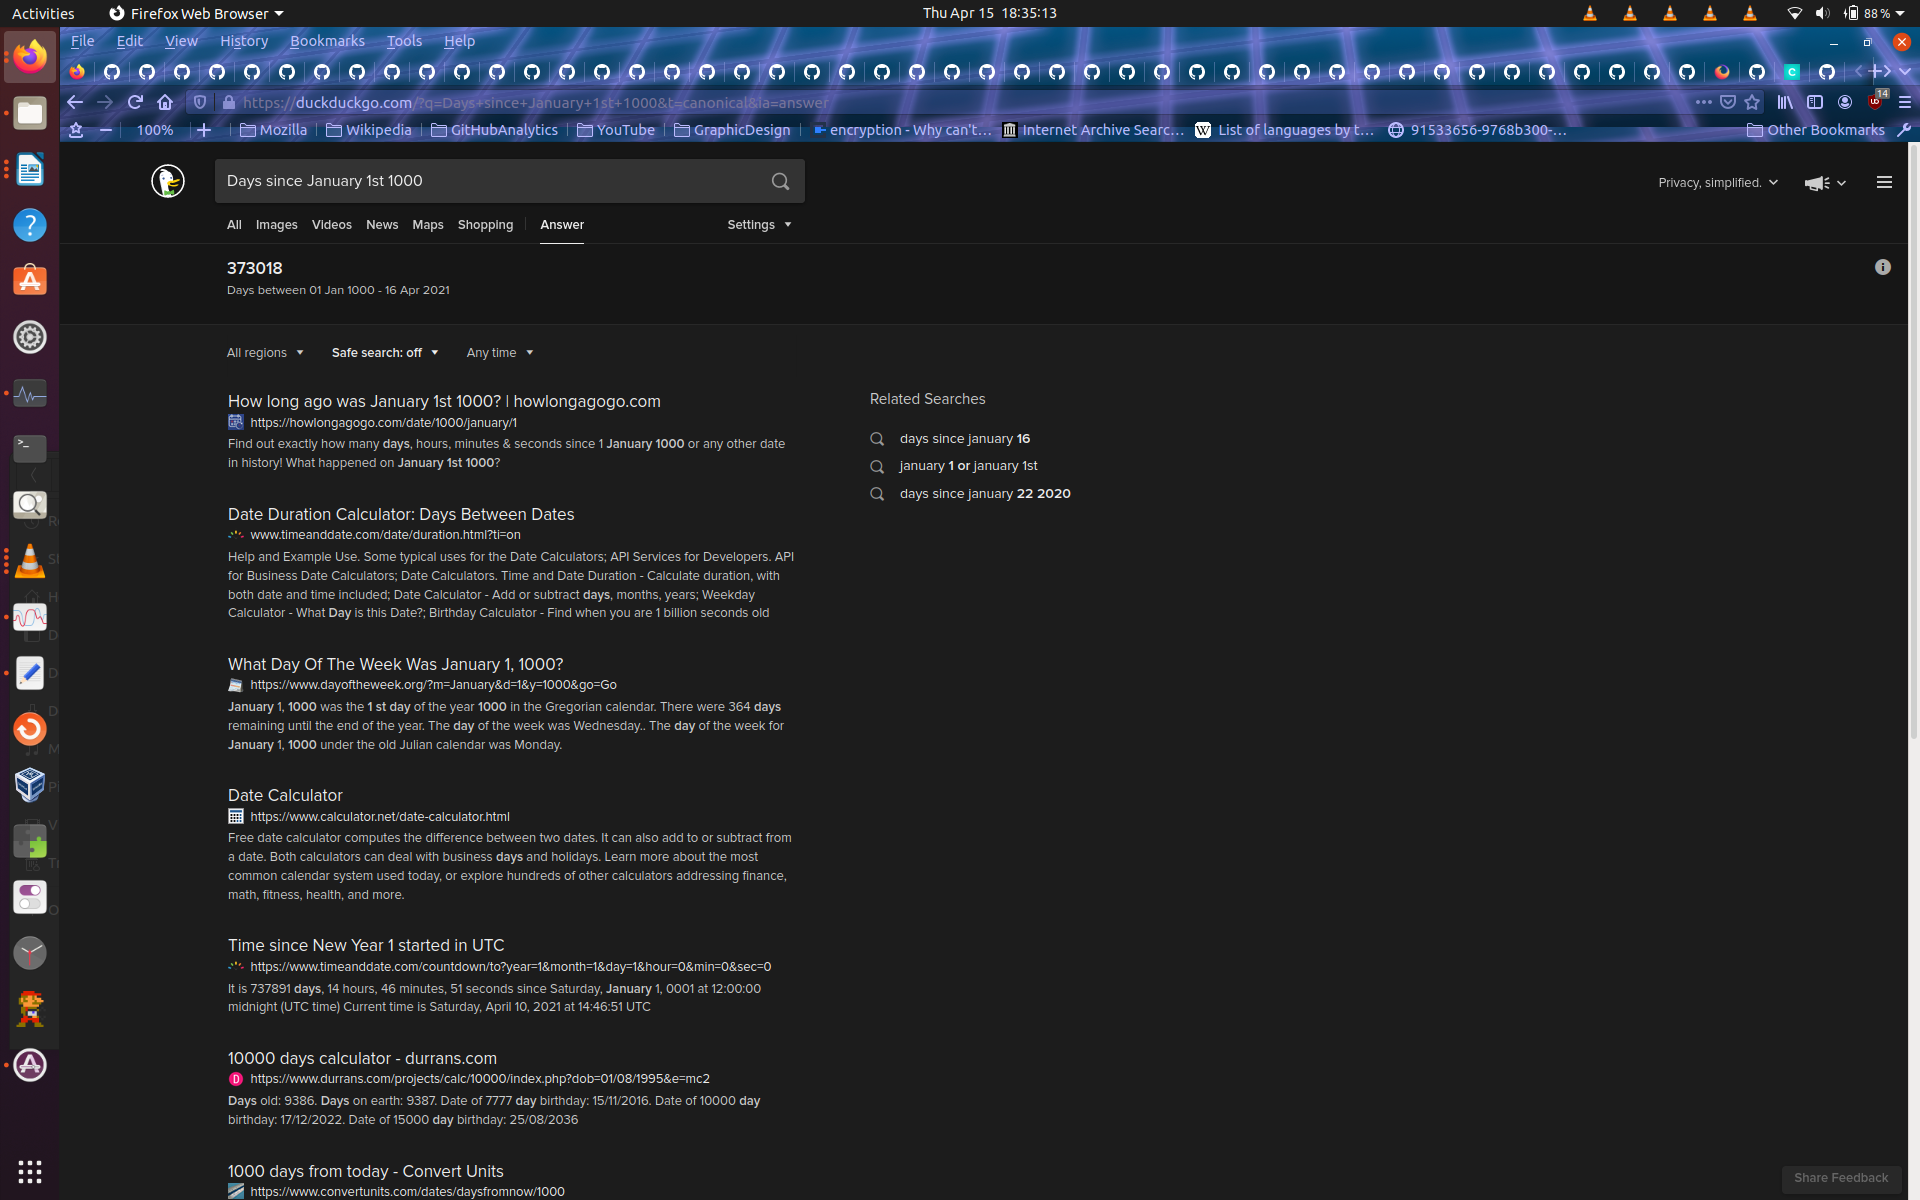 Activities
Firefox Web Browser
Thu Apr 15 18:35:13
88 %
File Edit View History Bookmarks Tools Help
https://duckduckgo.com/?q=Days+since+January+1st+1000&t=canonical&ia=answer
14
100%
Mozilla
Wikipedia
GitHubAnalytics
YouTube
GraphicDesign
encryption - Why can't…
Internet Archive Searc…
List of languages by t…
91533656-9768b300-…
Other Bookmarks
Days since January 1st 1000
Privacy, simplified.
All Images Videos News Maps Shopping Answer Settings
373018
Days between 01 Jan 1000 - 16 Apr 2021
All regions Safe search: off Any time
How long ago was January 1st 1000? | howlongagogo.com
https://howlongagogo.com/date/1000/january/1
Find out exactly how many days, hours, minutes & seconds since 1 January 1000 or any other date
in history! What happened on January 1st 1000?
Date Duration Calculator: Days Between Dates
www.timeanddate.com/date/duration.html?ti=on
Help and Example Use. Some typical uses for the Date Calculators; API Services for Developers. API
for Business Date Calculators; Date Calculators. Time and Date Duration - Calculate duration, with
both date and time included; Date Calculator - Add or subtract days, months, years; Weekday
Calculator - What Day is this Date?; Birthday Calculator - Find when you are 1 billion seconds old
What Day Of The Week Was January 1, 1000?
https://www.dayoftheweek.org/?m=January&d=1&y=1000&go=Go
January 1, 1000 was the 1 st day of the year 1000 in the Gregorian calendar. There were 364 days
remaining until the end of the year. The day of the week was Wednesday.. The day of the week for
January 1, 1000 under the old Julian calendar was Monday.
Date Calculator
https://www.calculator.net/date-calculator.html
Free date calculator computes the difference between two dates. It can also add to or subtract from
a date. Both calculators can deal with business days and holidays. Learn more about the most
common calendar system used today, or explore hundreds of other calculators addressing finance,
math, fitness, health, and more.
Time since New Year 1 started in UTC
https://www.timeanddate.com/countdown/to?year=1&month=1&day=1&hour=0&min=0&sec=0
It is 737891 days, 14 hours, 46 minutes, 51 seconds since Saturday, January 1, 0001 at 12:00:00
midnight (UTC time) Current time is Saturday, April 10, 2021 at 14:46:51 UTC
10000 days calculator - durrans.com
https://www.durrans.com/projects/calc/10000/index.php?dob=01/08/1995&e=mc2
Days old: 9386. Days on earth: 9387. Date of 7777 day birthday: 15/11/2016. Date of 10000 day
birthday: 17/12/2022. Date of 15000 day birthday: 25/08/2036
1000 days from today - Convert Units
https://www.convertunits.com/dates/daysfromnow/1000
Related Searches
days since january 16
january 1 or january 1st
days since january 22 2020
Share Feedback